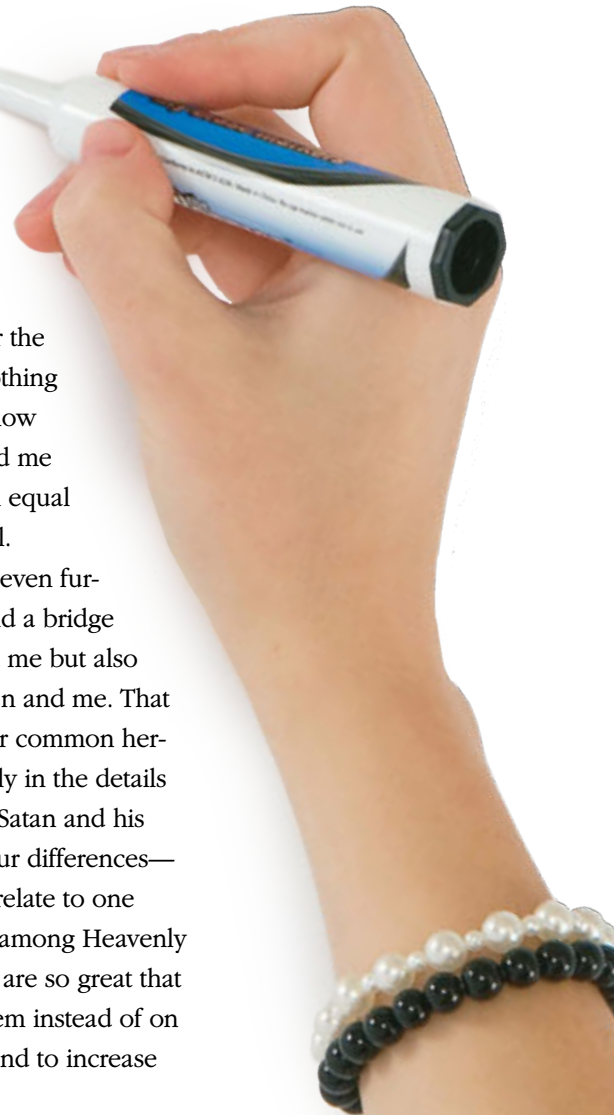 r the
thing
low
d me
equal
l.
even fur-
d a bridge
me but also
n and me. That
r common her-
ly in the details
Satan and his
ur differences—
relate to one
among Heavenly
are so great that
em instead of on
nd to increase